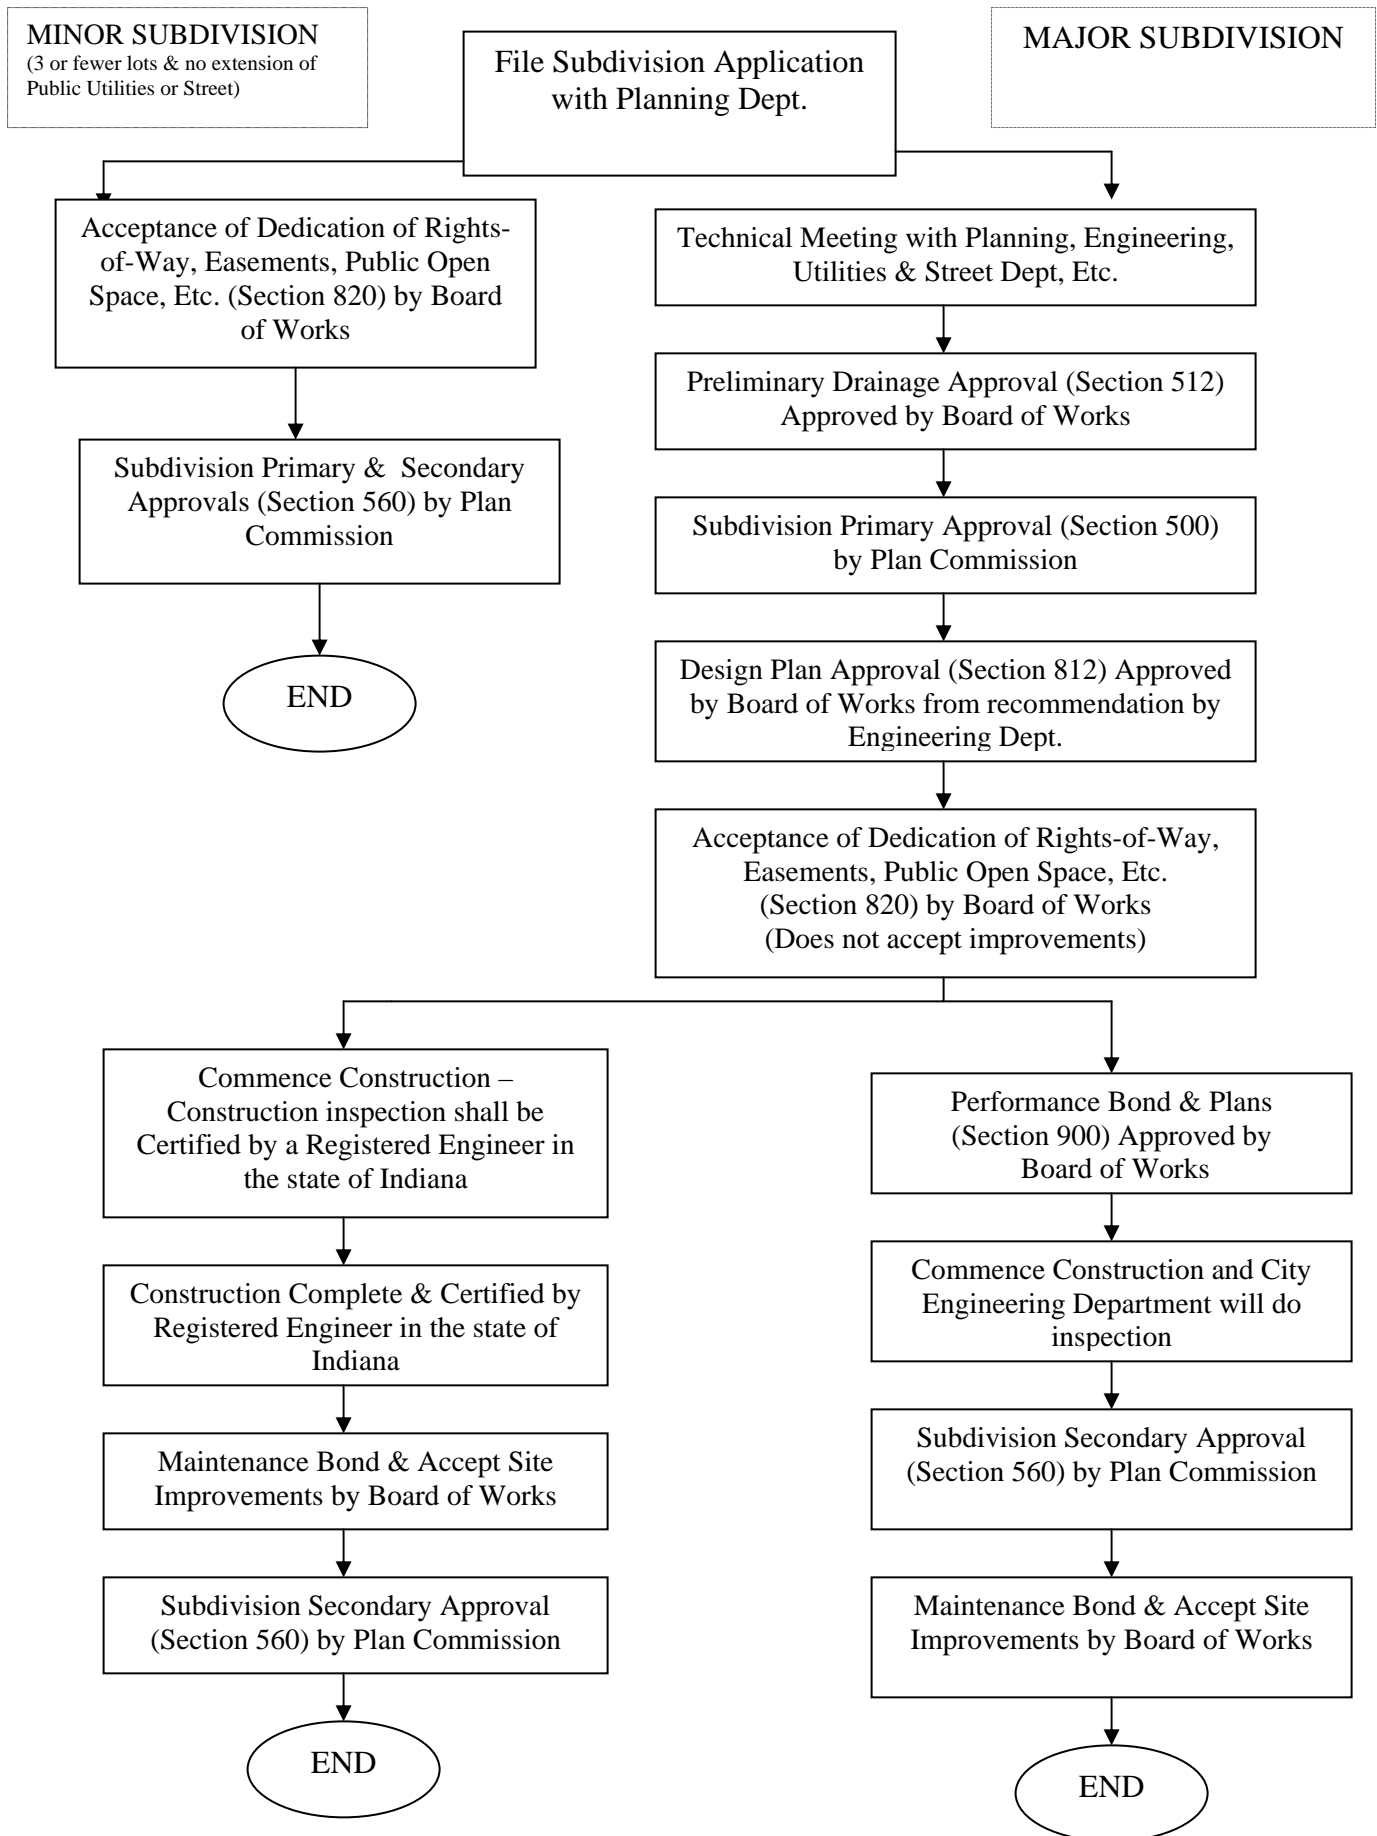 MINOR SUBDIVISION
(3 or fewer lots & no extension of
Public Utilities or Street)
File Subdivision Application
with Planning Dept.
MAJOR SUBDIVISION
Acceptance of Dedication of Rights-
of-Way, Easements, Public Open
Space, Etc. (Section 820) by Board
of Works
Subdivision Primary & Secondary
Approvals (Section 560) by Plan
Commission
END
Technical Meeting with Planning, Engineering,
Utilities & Street Dept, Etc.
Preliminary Drainage Approval (Section 512)
Approved by Board of Works
Subdivision Primary Approval (Section 500)
by Plan Commission
Design Plan Approval (Section 812) Approved
by Board of Works from recommendation by
Engineering Dept.
Acceptance of Dedication of Rights-of-Way,
Easements, Public Open Space, Etc.
(Section 820) by Board of Works
(Does not accept improvements)
Commence Construction –
Construction inspection shall be
Certified by a Registered Engineer in
the state of Indiana
Construction Complete & Certified by
Registered Engineer in the state of
Indiana
Maintenance Bond & Accept Site
Improvements by Board of Works
Subdivision Secondary Approval
(Section 560) by Plan Commission
END
Performance Bond & Plans
(Section 900) Approved by
Board of Works
Commence Construction and City
Engineering Department will do
inspection
Subdivision Secondary Approval
(Section 560) by Plan Commission
Maintenance Bond & Accept Site
Improvements by Board of Works
END